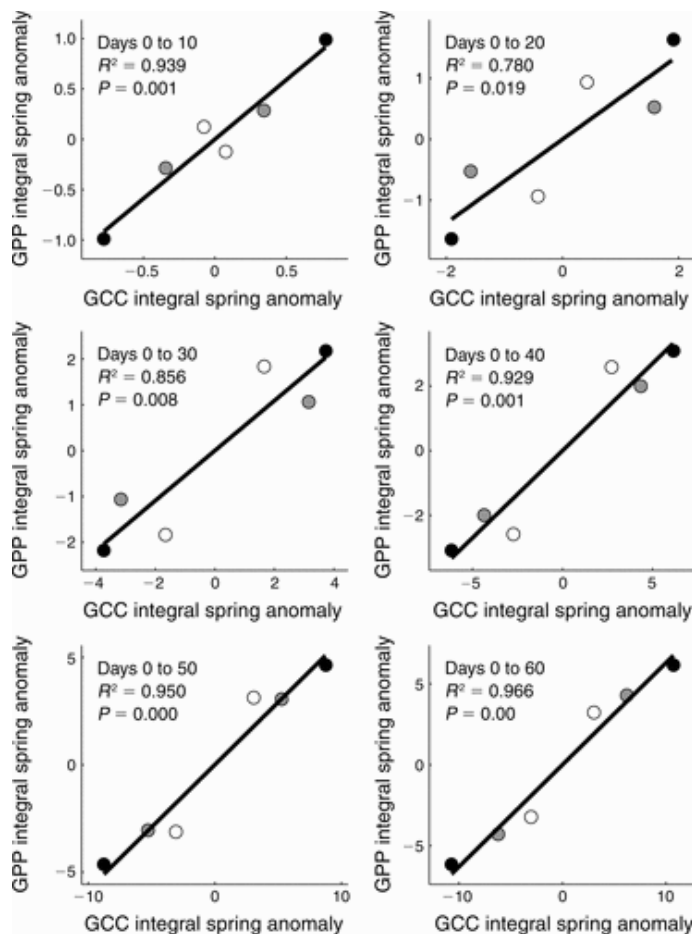 GPP integral spring anomaly
1.0
0.5
0
−0.5
−1.0
Days 0 to 10
R² = 0.939
P = 0.001
−0.5
0
0.5
GCC integral spring anomaly
GPP integral spring anomaly
1
0
−1
Days 0 to 20
R² = 0.780
P = 0.019
−2
0
2
GCC integral spring anomaly
GPP integral spring anomaly
2
1
0
−1
−2
Days 0 to 30
R² = 0.856
P = 0.008
−4
−2
0
2
4
GCC integral spring anomaly
GPP integral spring anomaly
2
0
−2
Days 0 to 40
R² = 0.929
P = 0.001
−5
0
5
GCC integral spring anomaly
GPP integral spring anomaly
5
0
−5
Days 0 to 50
R² = 0.950
P = 0.000
−10
0
10
GCC integral spring anomaly
GPP integral spring anomaly
5
0
−5
Days 0 to 60
R² = 0.966
P = 0.00
−10
0
10
GCC integral spring anomaly